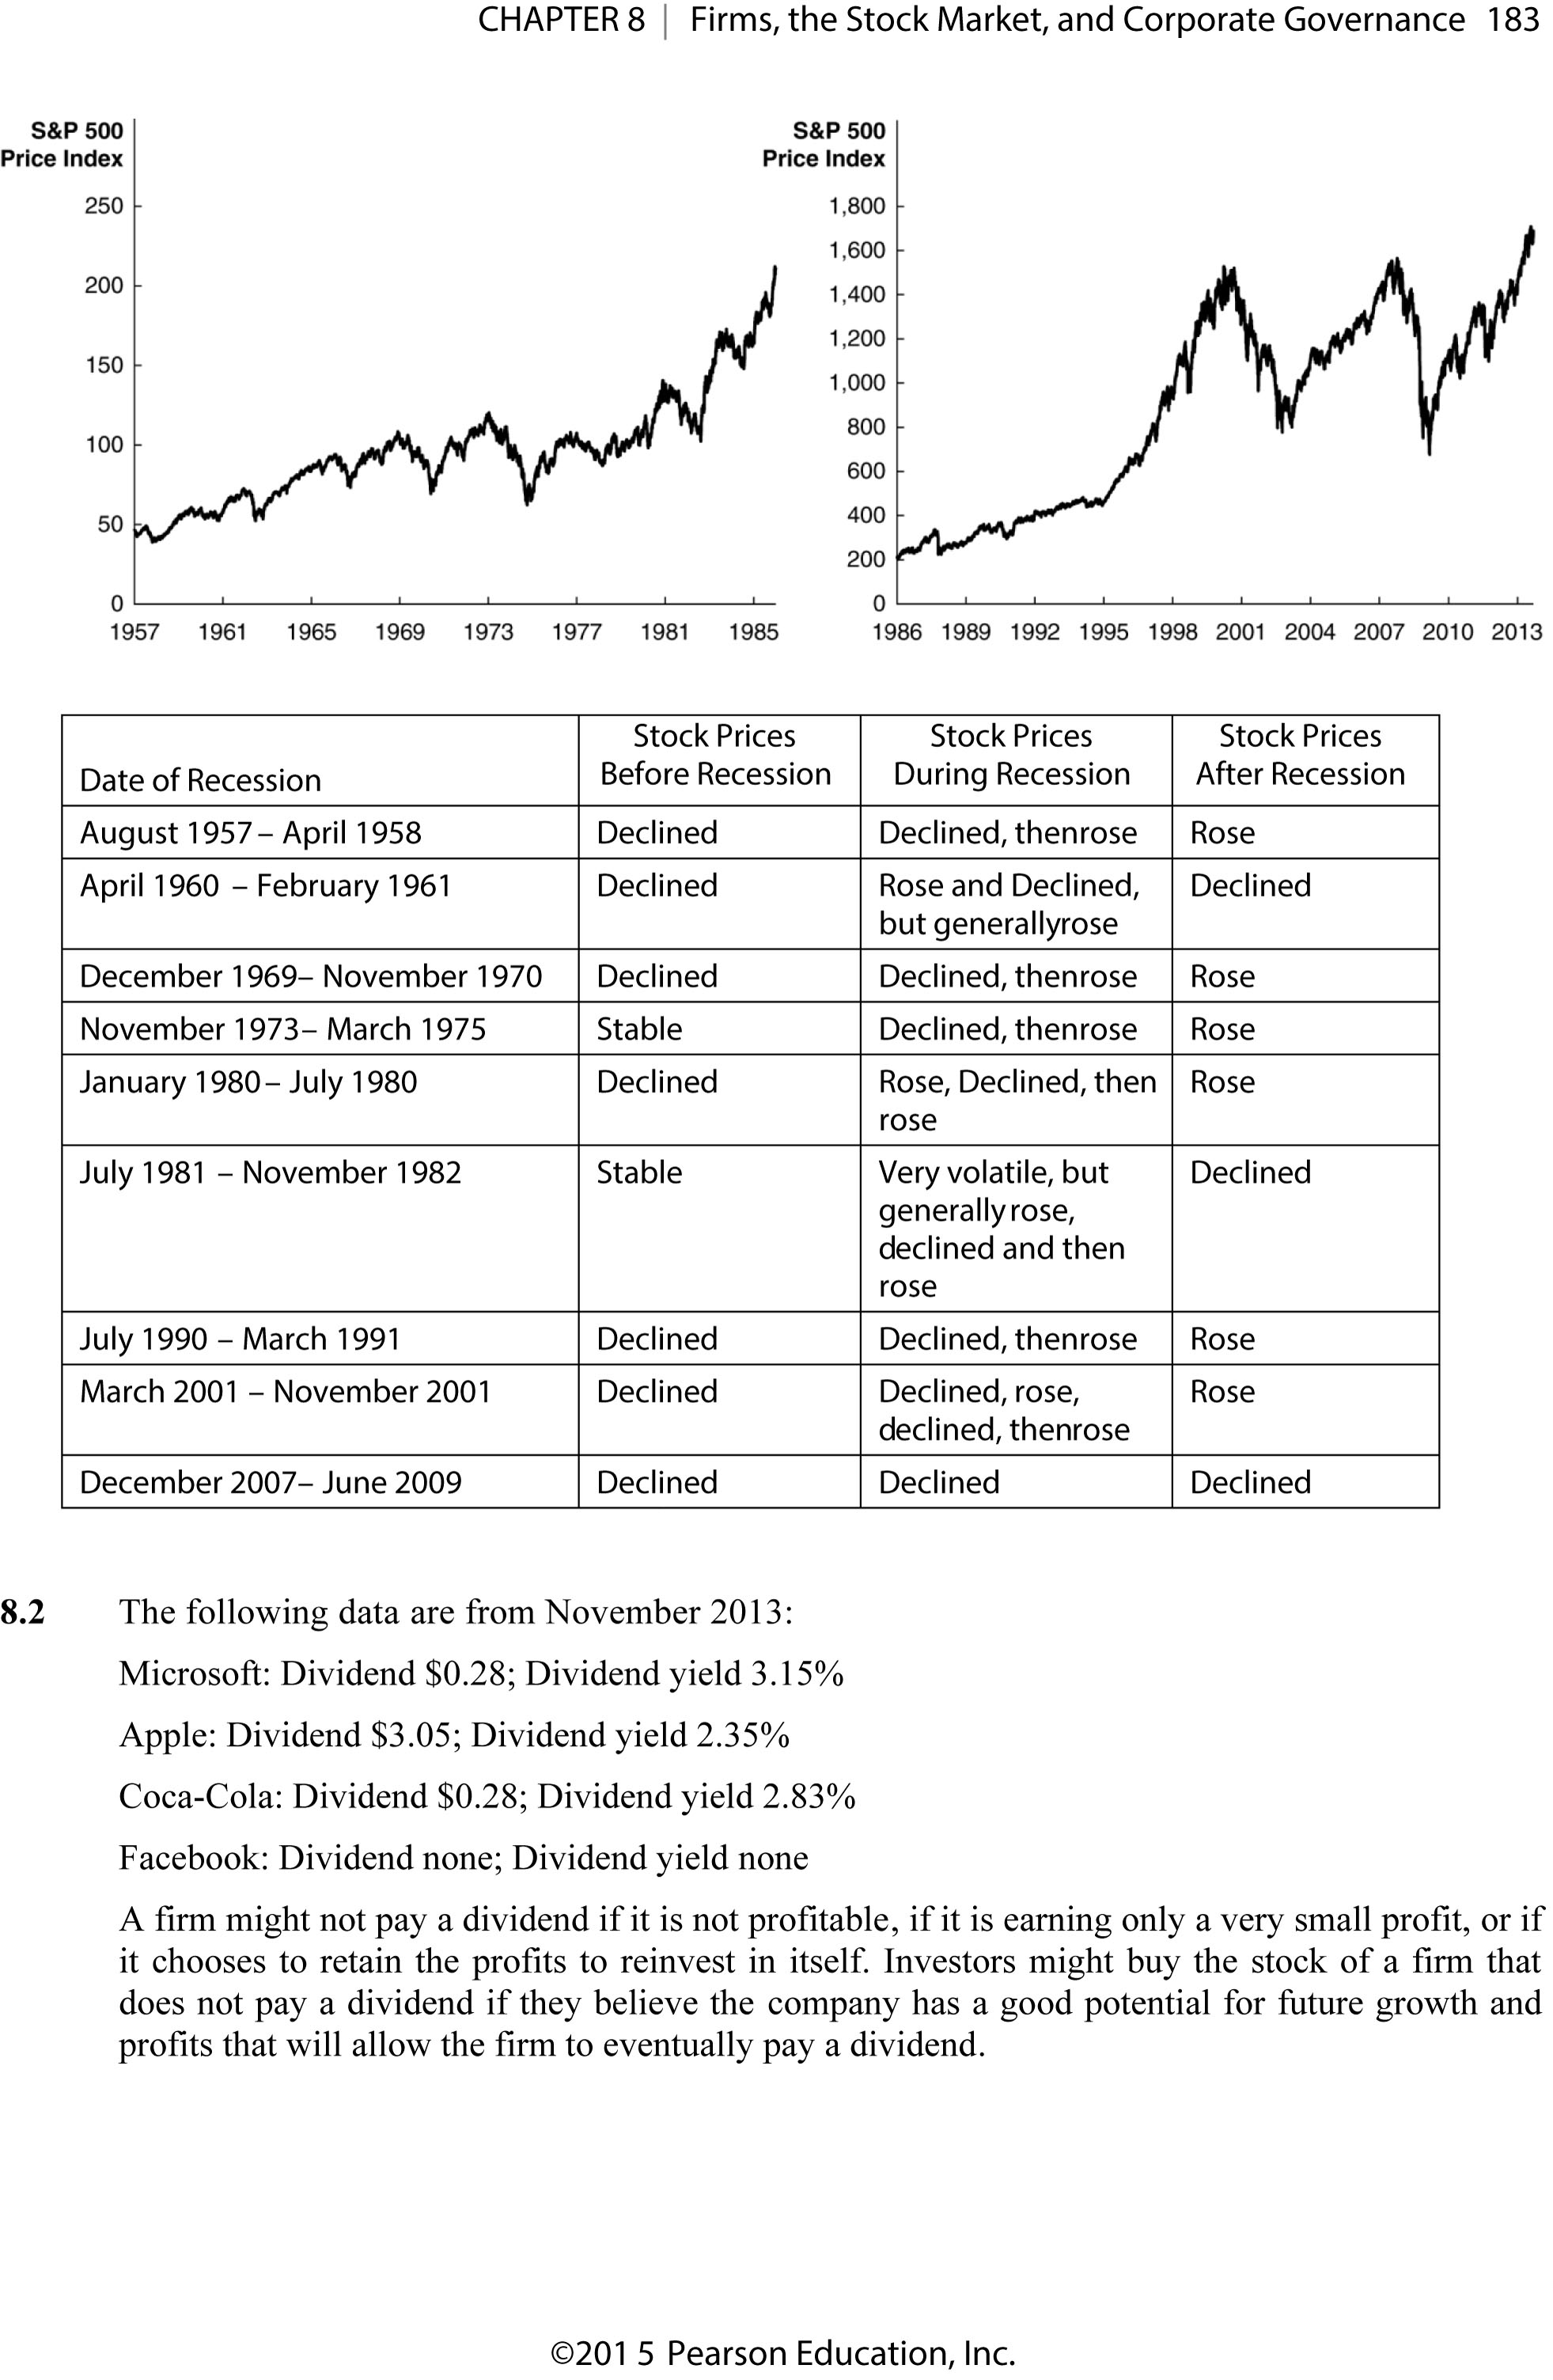 CHAPTER 8 | Firms, the Stock Market, and Corporate Governance 183
S&P 500
Price Index
250
200
150
100
50
0
1957 1961 1965 1969 1973 1977 1981 1985
S&P 500
Price Index
1,800
1,600
1,400
1,200
1,000
800
600
400
200
0
1986 1989 1992 1995 1998 2001 2004 2007 2010 2013
Date of Recession
Stock Prices
Before Recession
Stock Prices
During Recession
Stock Prices
After Recession
August 1957 – April 1958 Declined Declined, thenrose Rose
April 1960 – February 1961 Declined Rose and Declined, Declined
but generallyrose
December 1969– November 1970 Declined Declined, thenrose Rose
November 1973– March 1975 Stable Declined, thenrose Rose
January 1980– July 1980 Declined Rose, Declined, then Rose
rose
July 1981 – November 1982 Stable Very volatile, but Declined
generally rose,
declined and then
rose
July 1990 – March 1991 Declined Declined, thenrose Rose
March 2001 – November 2001 Declined Declined, rose, Rose
declined, thenrose
December 2007– June 2009 Declined Declined Declined
8.2 The following data are from November 2013:
Microsoft: Dividend $0.28; Dividend yield 3.15%
Apple: Dividend $3.05; Dividend yield 2.35%
Coca-Cola: Dividend $0.28; Dividend yield 2.83%
Facebook: Dividend none; Dividend yield none
A firm might not pay a dividend if it is not profitable, if it is earning only a very small profit, or if
it chooses to retain the profits to reinvest in itself. Investors might buy the stock of a firm that
does not pay a dividend if they believe the company has a good potential for future growth and
profits that will allow the firm to eventually pay a dividend.
©201 5 Pearson Education, Inc.